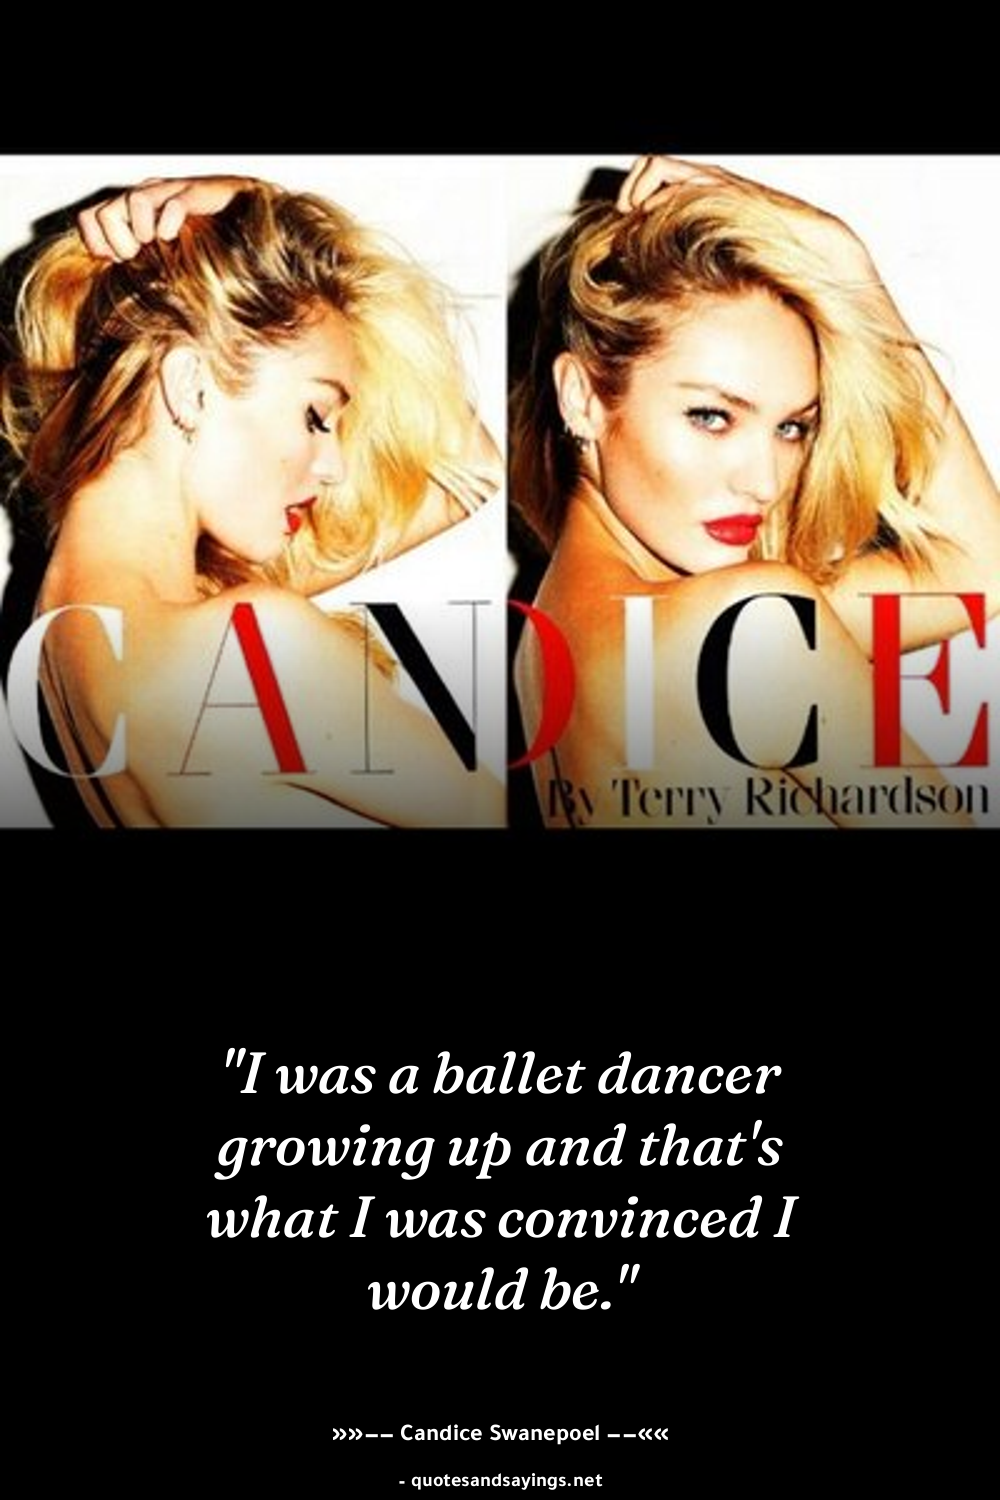 CANDICE
By Terry Richardson
"I was a ballet dancer
growing up and that's
what I was convinced I
would be."
»»–– Candice Swanepoel ––««
- quotesandsayings.net